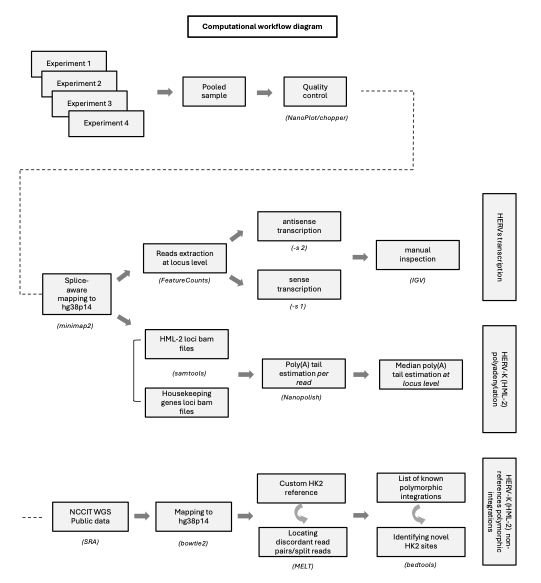 Computational workflow diagram
Experiment 1
Experiment 2
Experiment 3
Experiment 4
Pooled
sample
Quality
control
(NanoPlot/chopper)
Splice-
aware
mapping to
hg38p14
(minimap2)
Reads extraction
at locus level
(FeatureCounts)
antisense
transcription
(-s 2)
sense
transcription
(-s 1)
manual
inspection
(IGV)
HERVs transcription
HML-2 loci bam
files
(samtools)
Housekeeping
genes loci bam
files
Poly(A) tail
estimation per
read
(Nanopolish)
Median poly(A)
tail estimation at
locus level
HERV-K (HML-2)
polyadenylation
NCCIT WGS
Public data
(SRA)
Mapping to
hg38p14
(bowtie2)
Custom HK2
reference
Locating
discordant read
pairs/split reads
(MELT)
List of known
polymorphic
integrations
Identifying novel
HK2 sites
(bedtools)
HERV-K (HML-2) non-
references polymorphic
integrations